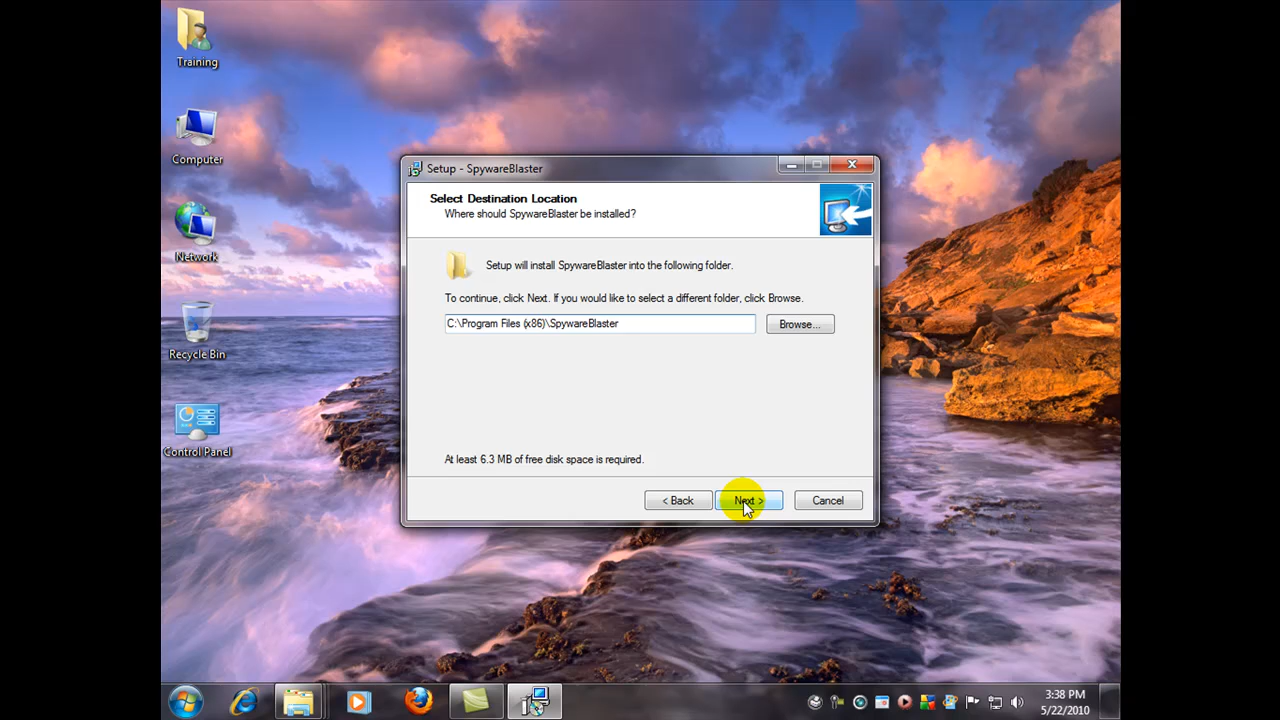 Training
Computer
Network
Recycle Bin
Control Panel
Setup - SpywareBlaster
Select Destination Location
Where should SpywareBlaster be installed?
Setup will install SpywareBlaster into the following folder.
To continue, click Next. If you would like to select a different folder, click Browse.
C:\Program Files (x86)\SpywareBlaster
Browse...
At least 6.3 MB of free disk space is required.
< Back
Next >
Cancel
3:38 PM
5/22/2010